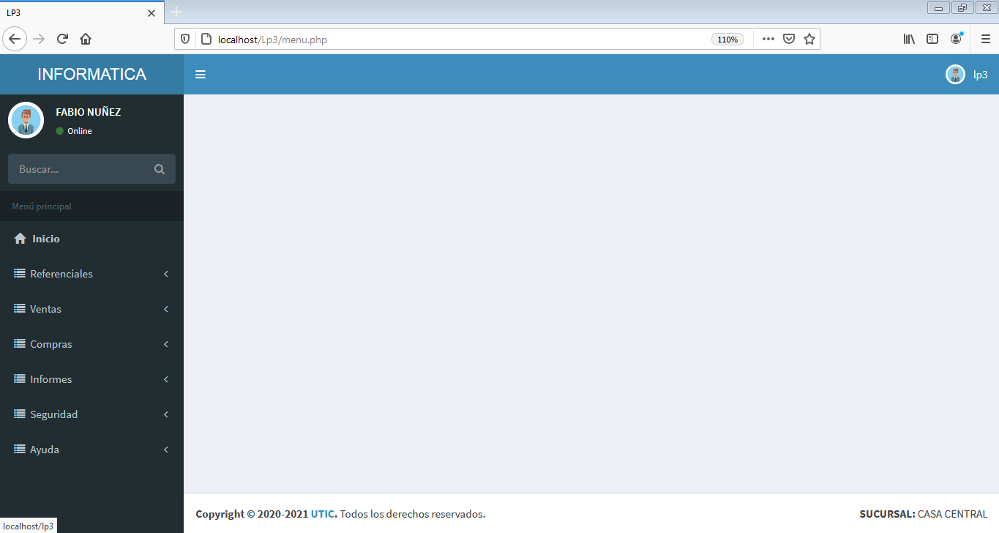 LP3
localhost/Lp3/menu.php
110%
INFORMATICA
lp3
FABIO NUÑEZ
Online
Buscar...
Menú principal
Inicio
Referenciales
Ventas
Compras
Informes
Seguridad
Ayuda
Copyright © 2020-2021 UTIC. Todos los derechos reservados.
SUCURSAL: CASA CENTRAL
localhost/lp3